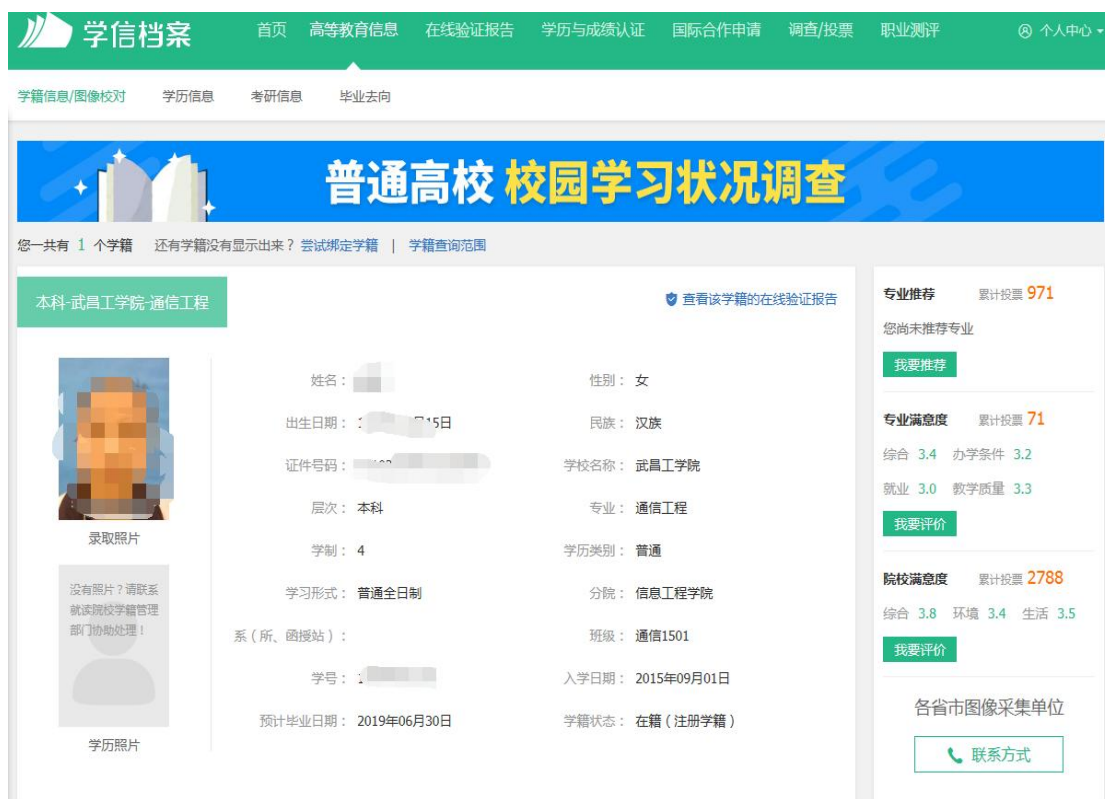 学信档案
首页 高等教育信息 在线验证报告 学历与成绩认证 国际合作申请 调查/投票 职业测评 个人中心
学籍信息/图像校对 学历信息 考研信息 毕业去向
普通高校 校园学习状况调查
您一共有 1 个学籍 还有学籍没有显示出来？ 尝试绑定学籍 | 学籍查询范围
本科-武昌工学院-通信工程
查看该学籍的在线验证报告
录取照片
没有照片？请联系
就读院校学籍管理
部门协助处理！
学历照片
姓名：
性别： 女
出生日期： 15日
民族： 汉族
证件号码：
学校名称： 武昌工学院
层次： 本科
专业： 通信工程
学制： 4
学历类别： 普通
学习形式： 普通全日制
分院： 信息工程学院
系（所、函授站）：
班级： 通信1501
学号：
入学日期： 2015年09月01日
预计毕业日期： 2019年06月30日
学籍状态： 在籍（注册学籍）
专业推荐 累计投票 971
您尚未推荐专业
我要推荐
专业满意度 累计投票 71
综合 3.4 办学条件 3.2
就业 3.0 教学质量 3.3
我要评价
院校满意度 累计投票 2788
综合 3.8 环境 3.4 生活 3.5
我要评价
各省市图像采集单位
联系方式